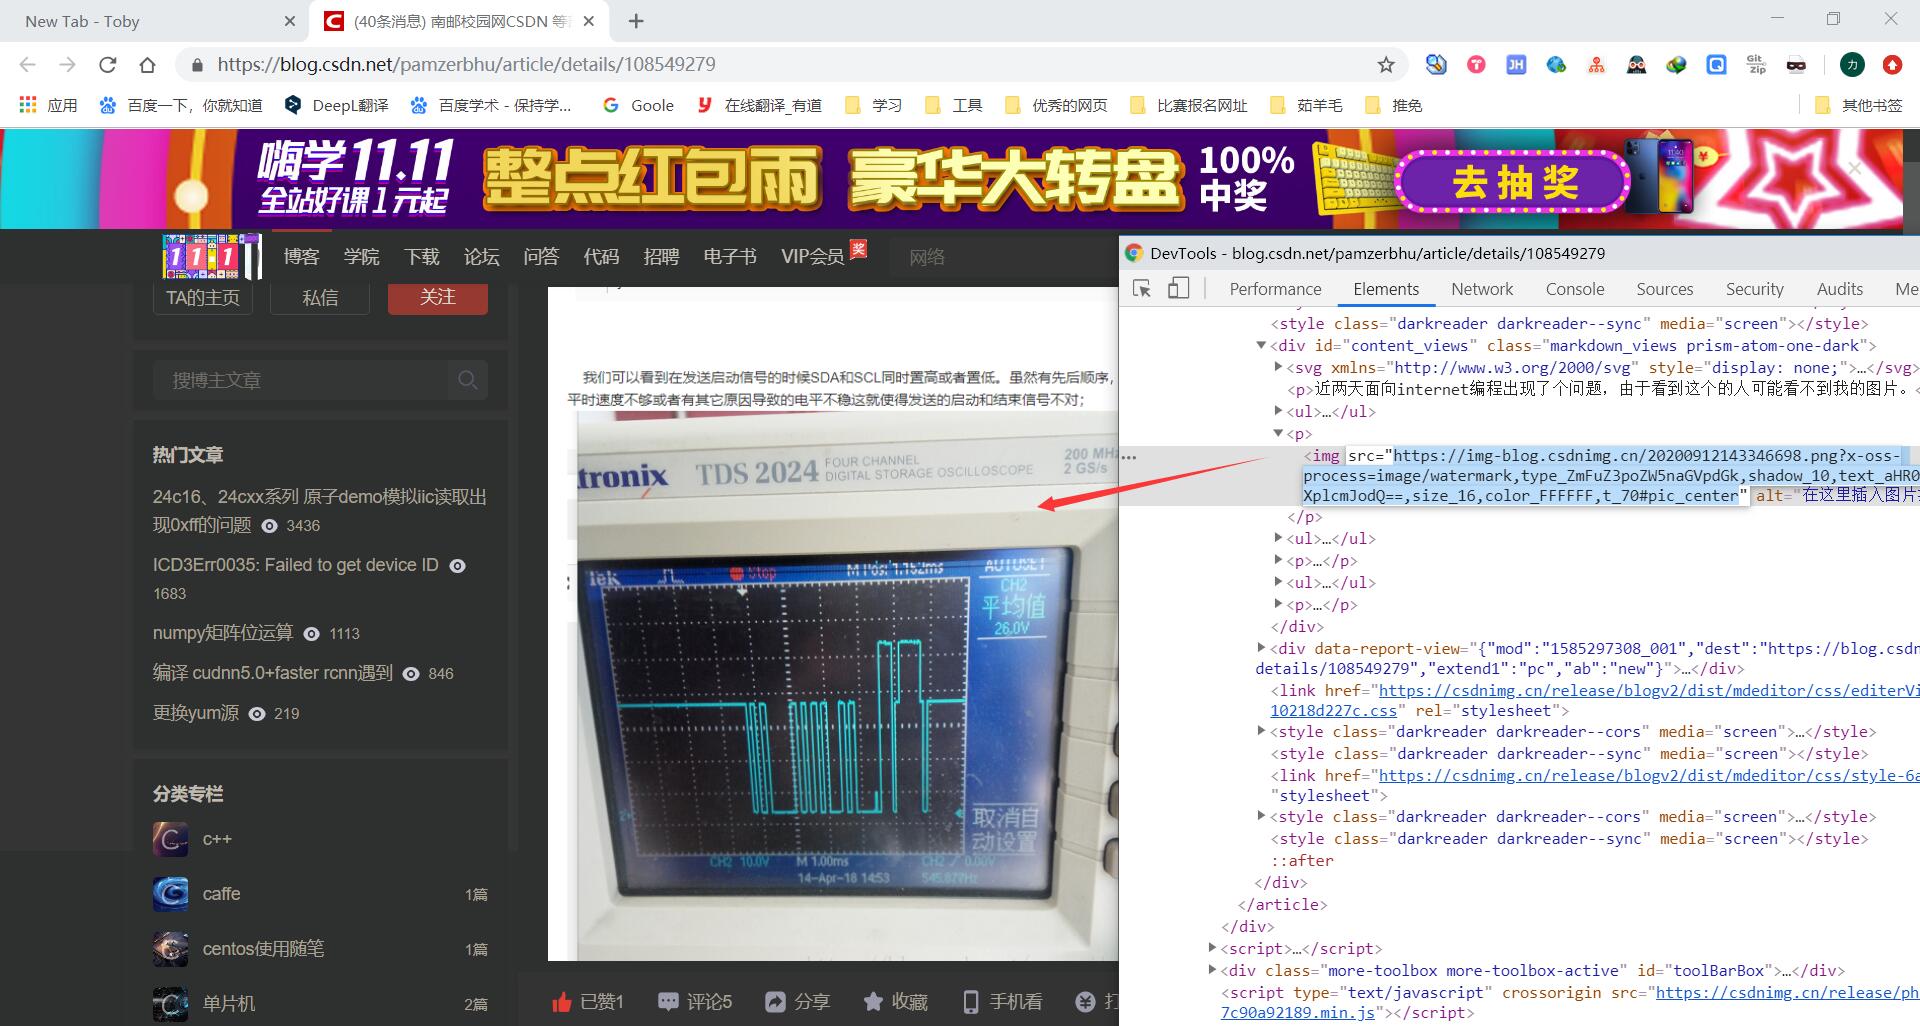 New Tab - Toby
(40条消息) 南邮校园网CSDN 等
https://blog.csdn.net/pamzerbhu/article/details/108549279
应用
百度一下，你就知道
DeepL翻译
百度学术 - 保持学...
Goole
在线翻译_有道
学习
工具
优秀的网页
比赛报名网址
茹羊毛
推免
其他书签
嗨学11.11
全站好课1元起
整点红包雨
豪华大转盘
100%
中奖
去抽奖
博客
学院
下载
论坛
问答
代码
招聘
电子书
VIP会员
奖
网络
TA的主页
私信
关注
搜博主文章
热门文章
24c16、24cxx系列 原子demo模拟iic读取出
现0xff的问题 3436
ICD3Err0035: Failed to get device ID
1683
numpy矩阵位运算 1113
编译 cudnn5.0+faster rcnn遇到 846
更换yum源 219
分类专栏
c++
caffe 1篇
centos使用随笔 1篇
单片机 2篇
我们可以看到在发送启动信号的时候SDA和SCL同时置高或者置低。虽然有先后顺序，
平时速度不够或者有其它原因导致的电平不稳这就使得发送的启动和结束信号不对；
tronix TDS 2024 FOUR CHANNEL
DIGITAL STORAGE OSCILLOSCOPE
200 MHz
2 GS/s
Tek Stop M Pos: 1.152ms AUTOSET
CH2
平均值
26.0V
取消自
动设置
CH2 10.0V M 1.00ms CH2 / 0.00V
14-Apr-18 14:53 545.877Hz
已赞1
评论5
分享
收藏
手机看
打
DevTools - blog.csdn.net/pamzerbhu/article/details/108549279
Performance Elements Network Console Sources Security Audits Me
<style class="darkreader darkreader--sync" media="screen"></style>
<div id="content_views" class="markdown_views prism-atom-one-dark">
<svg xmlns="http://www.w3.org/2000/svg" style="display: none;">…</svg>
<p>近两天面向internet编程出现了个问题，由于看到这个的人可能看不到我的图片。<
<ul>…</ul>
<p>
<img src="https://img-blog.csdnimg.cn/20200912143346698.png?x-oss-
process=image/watermark,type_ZmFuZ3poZW5naGVpdGk,shadow_10,text_aHR0
XplcmJodQ==,size_16,color_FFFFFF,t_70#pic_center" alt="在这里插入图片
</p>
<ul>…</ul>
<p>…</p>
<ul>…</ul>
<p>…</p>
</div>
<div data-report-view="{"mod":"1585297308_001","dest":"https://blog.csdn
details/108549279","extend1":"pc","ab":"new"}">…</div>
<link href="https://csdnimg.cn/release/blogv2/dist/mdeditor/css/editerVi
10218d227c.css" rel="stylesheet">
<style class="darkreader darkreader--cors" media="screen">…</style>
<style class="darkreader darkreader--sync" media="screen"></style>
<link href="https://csdnimg.cn/release/blogv2/dist/mdeditor/css/style-6a
"stylesheet">
<style class="darkreader darkreader--cors" media="screen">…</style>
<style class="darkreader darkreader--sync" media="screen"></style>
::after
</div>
</article>
</div>
<script>…</script>
<div class="more-toolbox more-toolbox-active" id="toolBarBox">…</div>
<script type="text/javascript" crossorigin src="https://csdnimg.cn/release/ph
7c90a92189.min.js"></script>